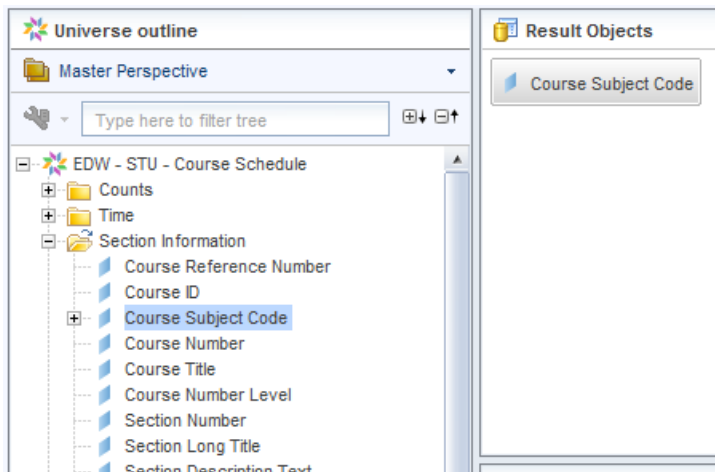 Universe outline
Master Perspective
Type here to filter tree
EDW - STU - Course Schedule
Counts
Time
Section Information
Course Reference Number
Course ID
Course Subject Code
Course Number
Course Title
Course Number Level
Section Number
Section Long Title
Section Description Text
Result Objects
Course Subject Code